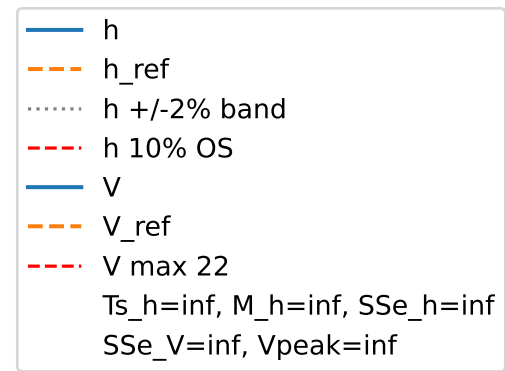 h
h_ref
h +/-2% band
h 10% OS
V
V_ref
V max 22
Ts_h=inf, M_h=inf, SSe_h=inf
SSe_V=inf, Vpeak=inf